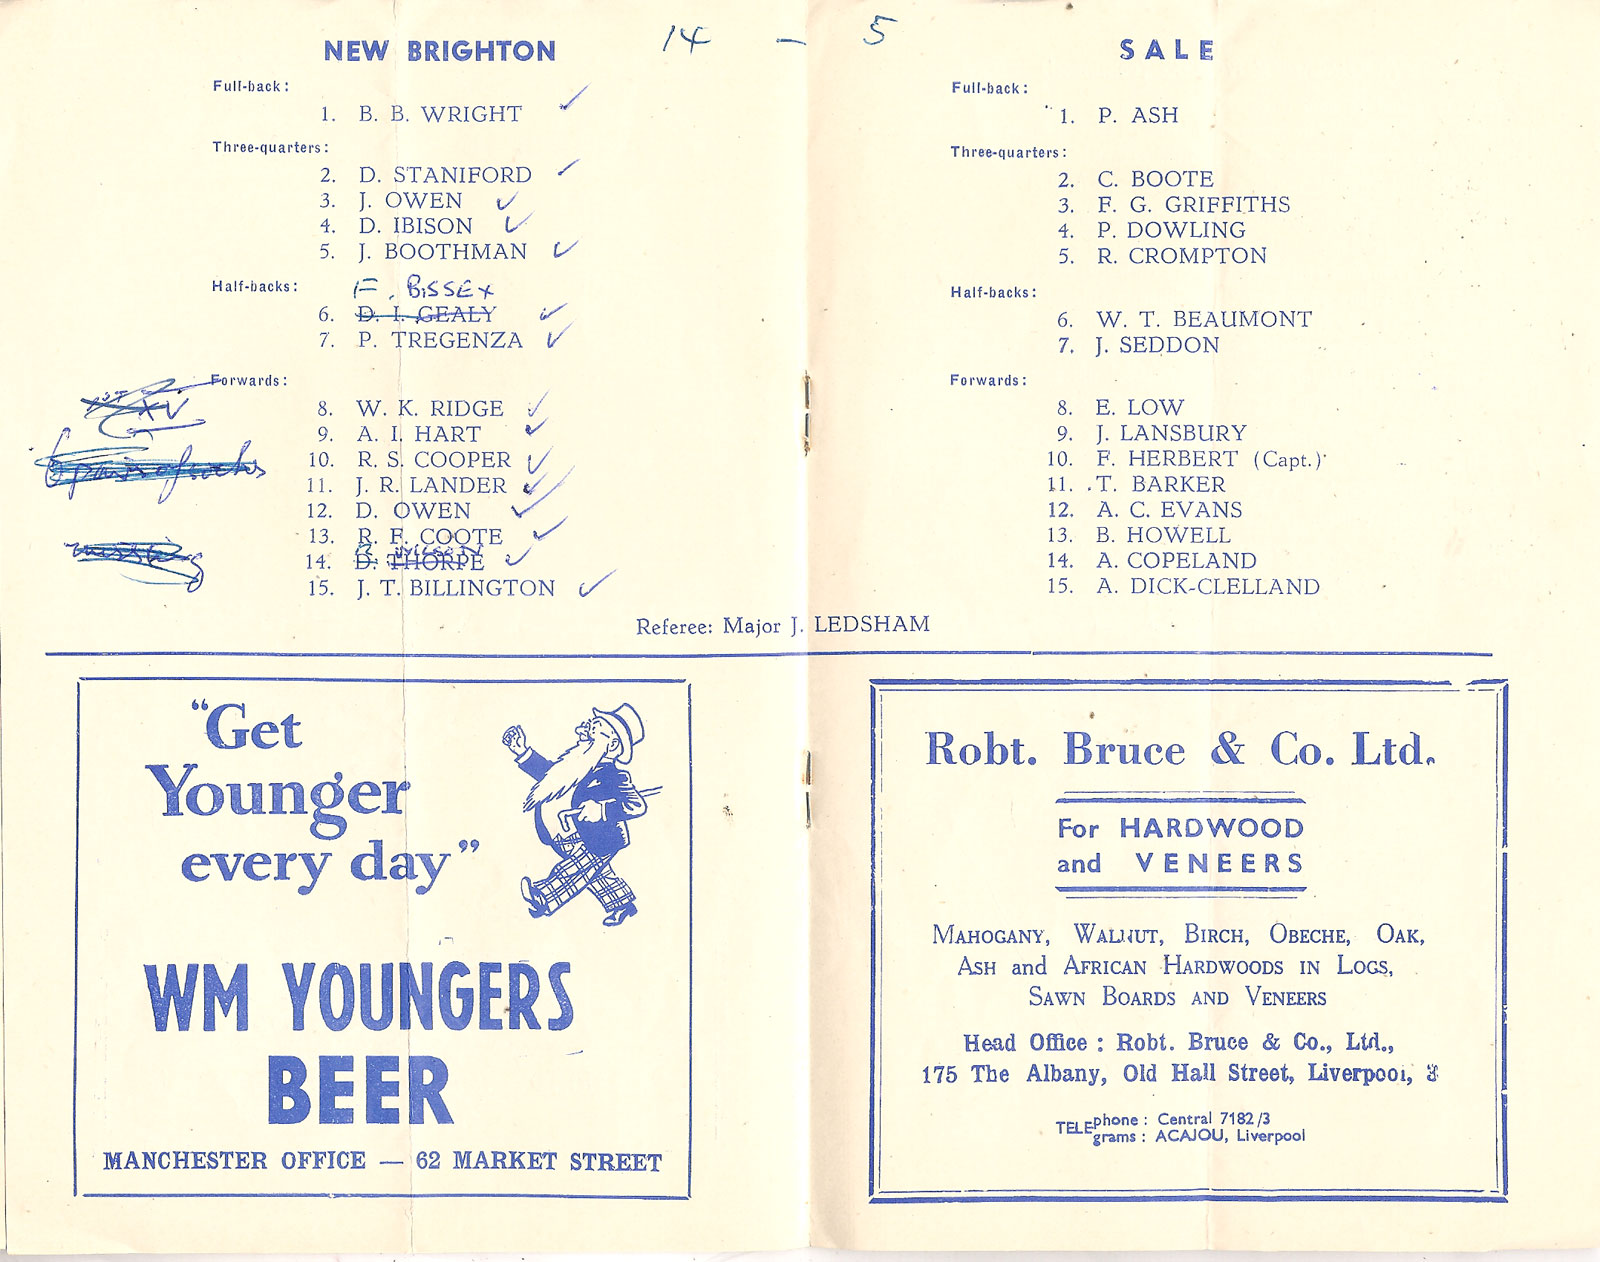 14 - 5
NEW BRIGHTON
Full-back:
1. B. B. WRIGHT
Three-quarters:
2. D. STANIFORD
3. J. OWEN
4. D. IBISON
5. J. BOOTHMAN
Half-backs:
F. BISSEX
6. D. I. GEALY
7. P. TREGENZA
Forwards:
XV
8. W. K. RIDGE
9. A. I. HART
10. R. S. COOPER
11. J. R. LANDER
12. D. OWEN
13. R. F. COOTE
WILSON
14. D. THORPE
15. J. T. BILLINGTON
SALE
Full-back:
1. P. ASH
Three-quarters:
2. C. BOOTE
3. F. G. GRIFFITHS
4. P. DOWLING
5. R. CROMPTON
Half-backs:
6. W. T. BEAUMONT
7. J. SEDDON
Forwards:
8. E. LOW
9. J. LANSBURY
10. F. HERBERT (Capt.)
11. T. BARKER
12. A. C. EVANS
13. B. HOWELL
14. A. COPELAND
15. A. DICK-CLELLAND
Referee: Major J. LEDSHAM
"Get
Younger
every day"
WM YOUNGERS
BEER
MANCHESTER OFFICE — 62 MARKET STREET
Robt. Bruce & Co. Ltd.
For HARDWOOD
and VENEERS
MAHOGANY, WALNUT, BIRCH, OBECHE, OAK,
ASH and AFRICAN HARDWOODS IN LOGS,
SAWN BOARDS AND VENEERS
Head Office : Robt. Bruce & Co., Ltd.,
175 The Albany, Old Hall Street, Liverpool, 3
TELEphone : Central 7182/3
grams : ACAJOU, Liverpool